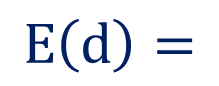 E(d) =